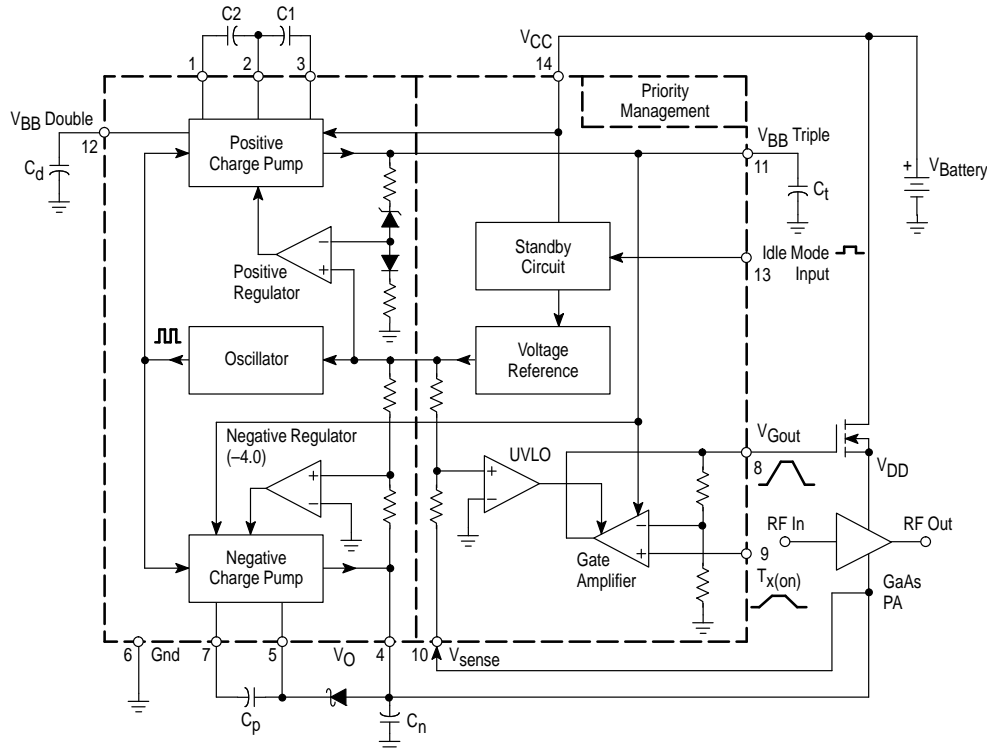 C2
C1
1
2
3
VCC
14
Priority
Management
VBB Double
12
Cd
Positive
Charge Pump
VBB Triple
11
Ct
+
VBattery
–
+
Positive
Regulator
Standby
Circuit
Idle Mode
Input
13
Oscillator
Voltage
Reference
Negative Regulator
(–4.0)
+
–
UVLO
+
–
VGout
8
VDD
Negative
Charge Pump
Gate
Amplifier
–
+
9
Tx(on)
RF In
RF Out
GaAs
PA
6
Gnd
7
5
VO
4
10
Vsense
Cp
Cn